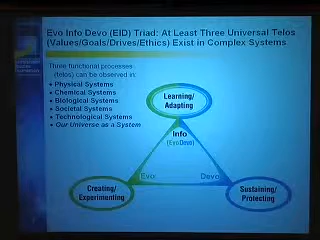 Evo Info Devo (EID) Triad: At Least Three Universal Telos
(Values/Goals/Drives/Ethics) Exist in Complex Systems
Three functional processes
(telos) can be observed in:
• Physical Systems
• Chemical Systems
• Biological Systems
• Societal Systems
• Technological Systems
• Our Universe as a System
Learning/
Adapting
Info
(EvoDevo)
Evo
Devo
Creating/
Experimenting
Sustaining/
Protecting